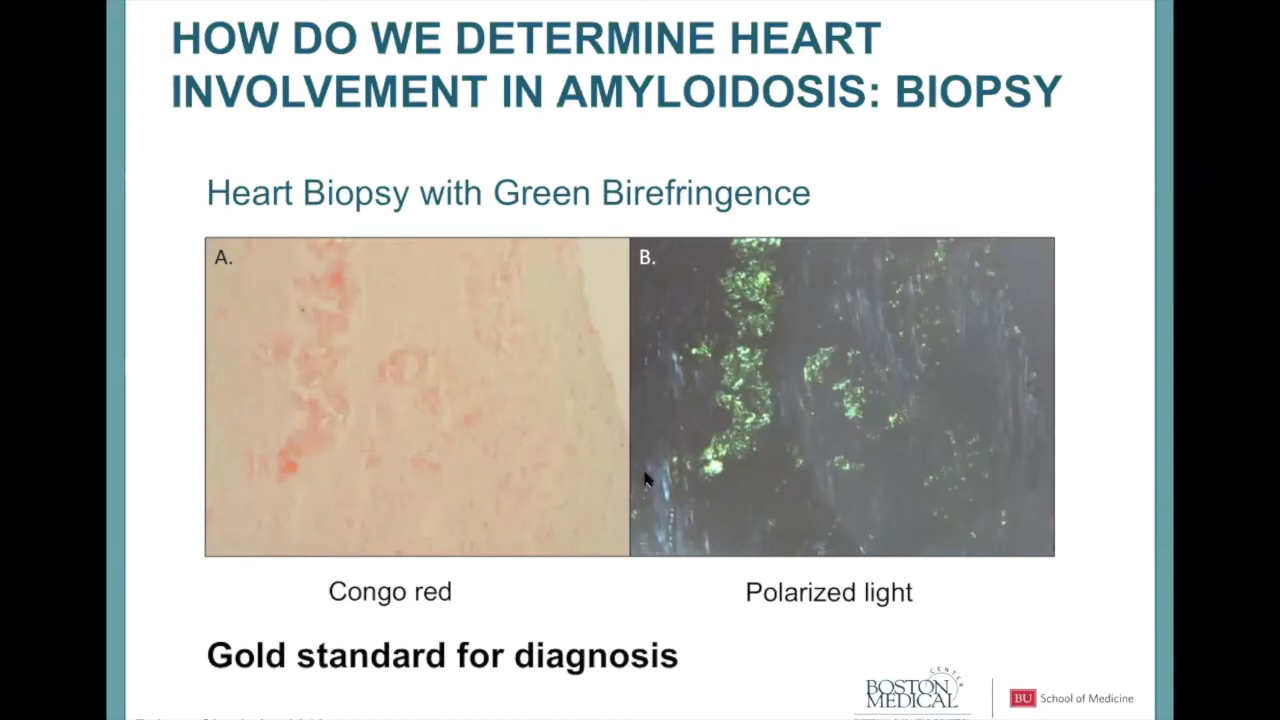 HOW DO WE DETERMINE HEART
INVOLVEMENT IN AMYLOIDOSIS: BIOPSY
Heart Biopsy with Green Birefringence
A.
B.
Congo red
Polarized light
Gold standard for diagnosis
BOSTON
MEDICAL
CENTER
BU School of Medicine